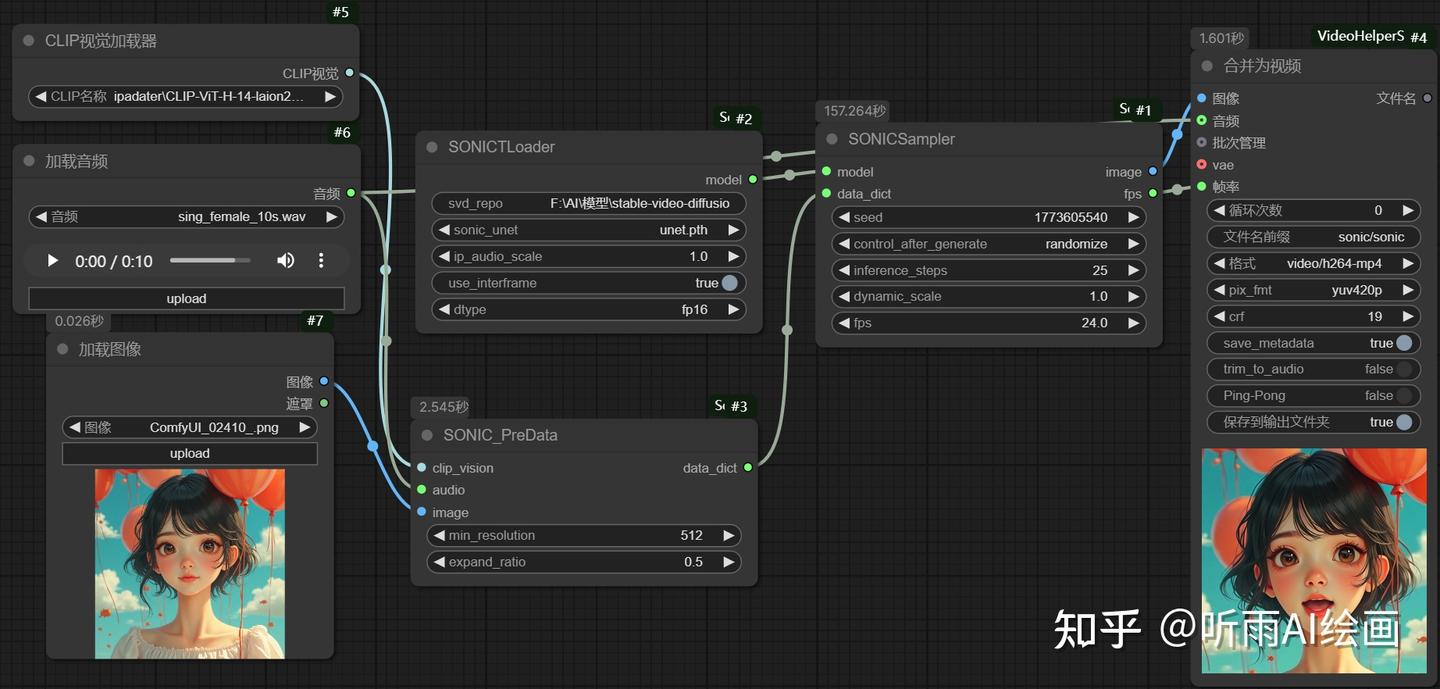 #5
CLIP视觉加载器
CLIP视觉
CLIP名称 ipadater\CLIP-ViT-H-14-laion2...
#6
加载音频
音频
音频 sing_female_10s.wav
0:00 / 0:10
upload
0.026秒 #7
加载图像
图像
遮罩
图像 ComfyUI_02410_.png
upload
#2
SONICTLoader
model
svd_repo F:\AI\模型\stable-video-diffusio
sonic_unet unet.pth
ip_audio_scale 1.0
use_interframe true
dtype fp16
2.545秒 #3
SONIC_PreData
clip_vision data_dict
audio
image
min_resolution 512
expand_ratio 0.5
157.264秒 #1
SONICSampler
model image
data_dict fps
seed 1773605540
control_after_generate randomize
inference_steps 25
dynamic_scale 1.0
fps 24.0
1.601秒 VideoHelperS #4
合并为视频
图像 文件名
音频
批次管理
vae
帧率
循环次数 0
文件名前缀 sonic/sonic
格式 video/h264-mp4
pix_fmt yuv420p
crf 19
save_metadata true
trim_to_audio false
Ping-Pong false
保存到输出文件夹 true
知乎 @听雨AI绘画